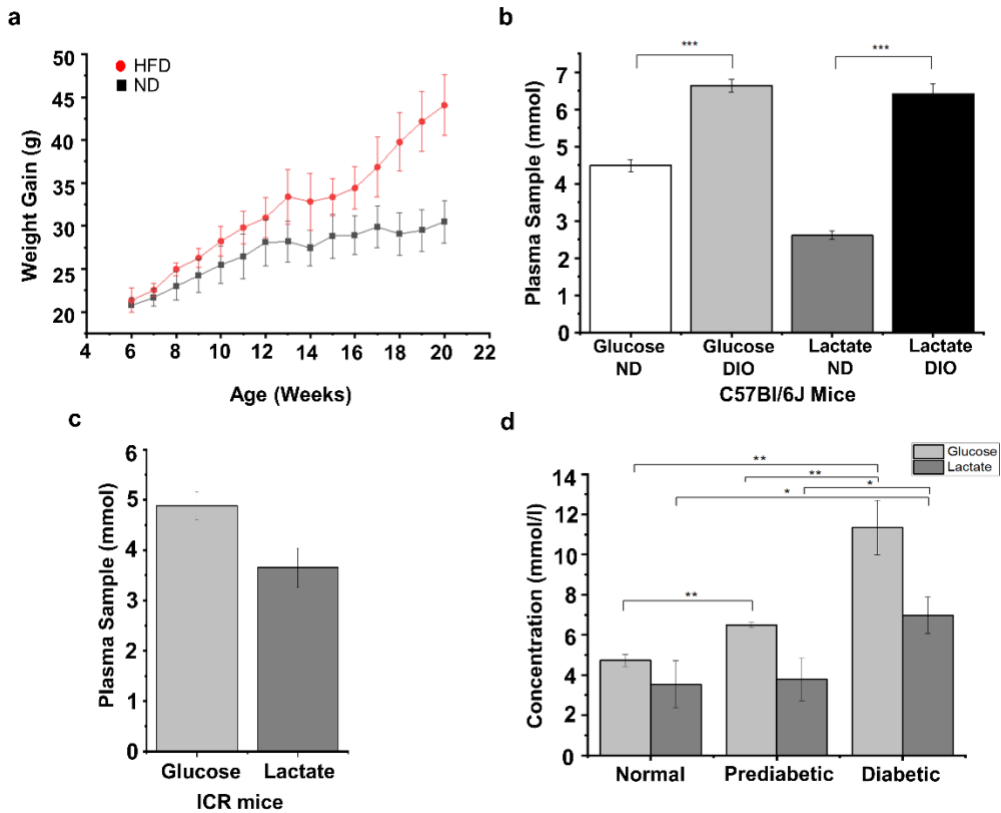 a
HFD
ND
50
45
40
35
30
25
20
Weight Gain (g)
4 6 8 10 12 14 16 18 20 22
Age (Weeks)
b
***
***
7
6
5
4
3
2
1
0
Plasma Sample (mmol)
Glucose ND
Glucose DIO
Lactate ND
Lactate DIO
C57Bl/6J Mice
c
6
5
4
3
2
1
0
Plasma Sample (mmol)
Glucose Lactate
ICR mice
d
Glucose
Lactate
**
**
*
*
**
14
12
10
8
6
4
2
0
Concentration (mmol/l)
Normal Prediabetic Diabetic